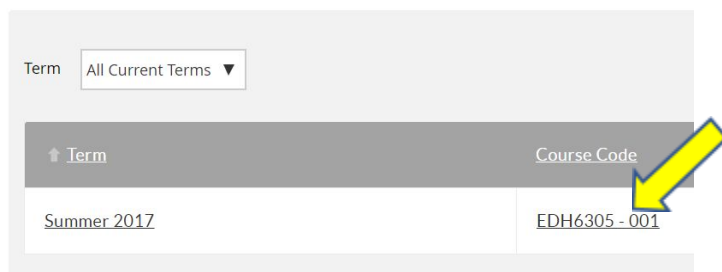 Term All Current Terms ▼
Term Course Code
Summer 2017 EDH6305 - 001